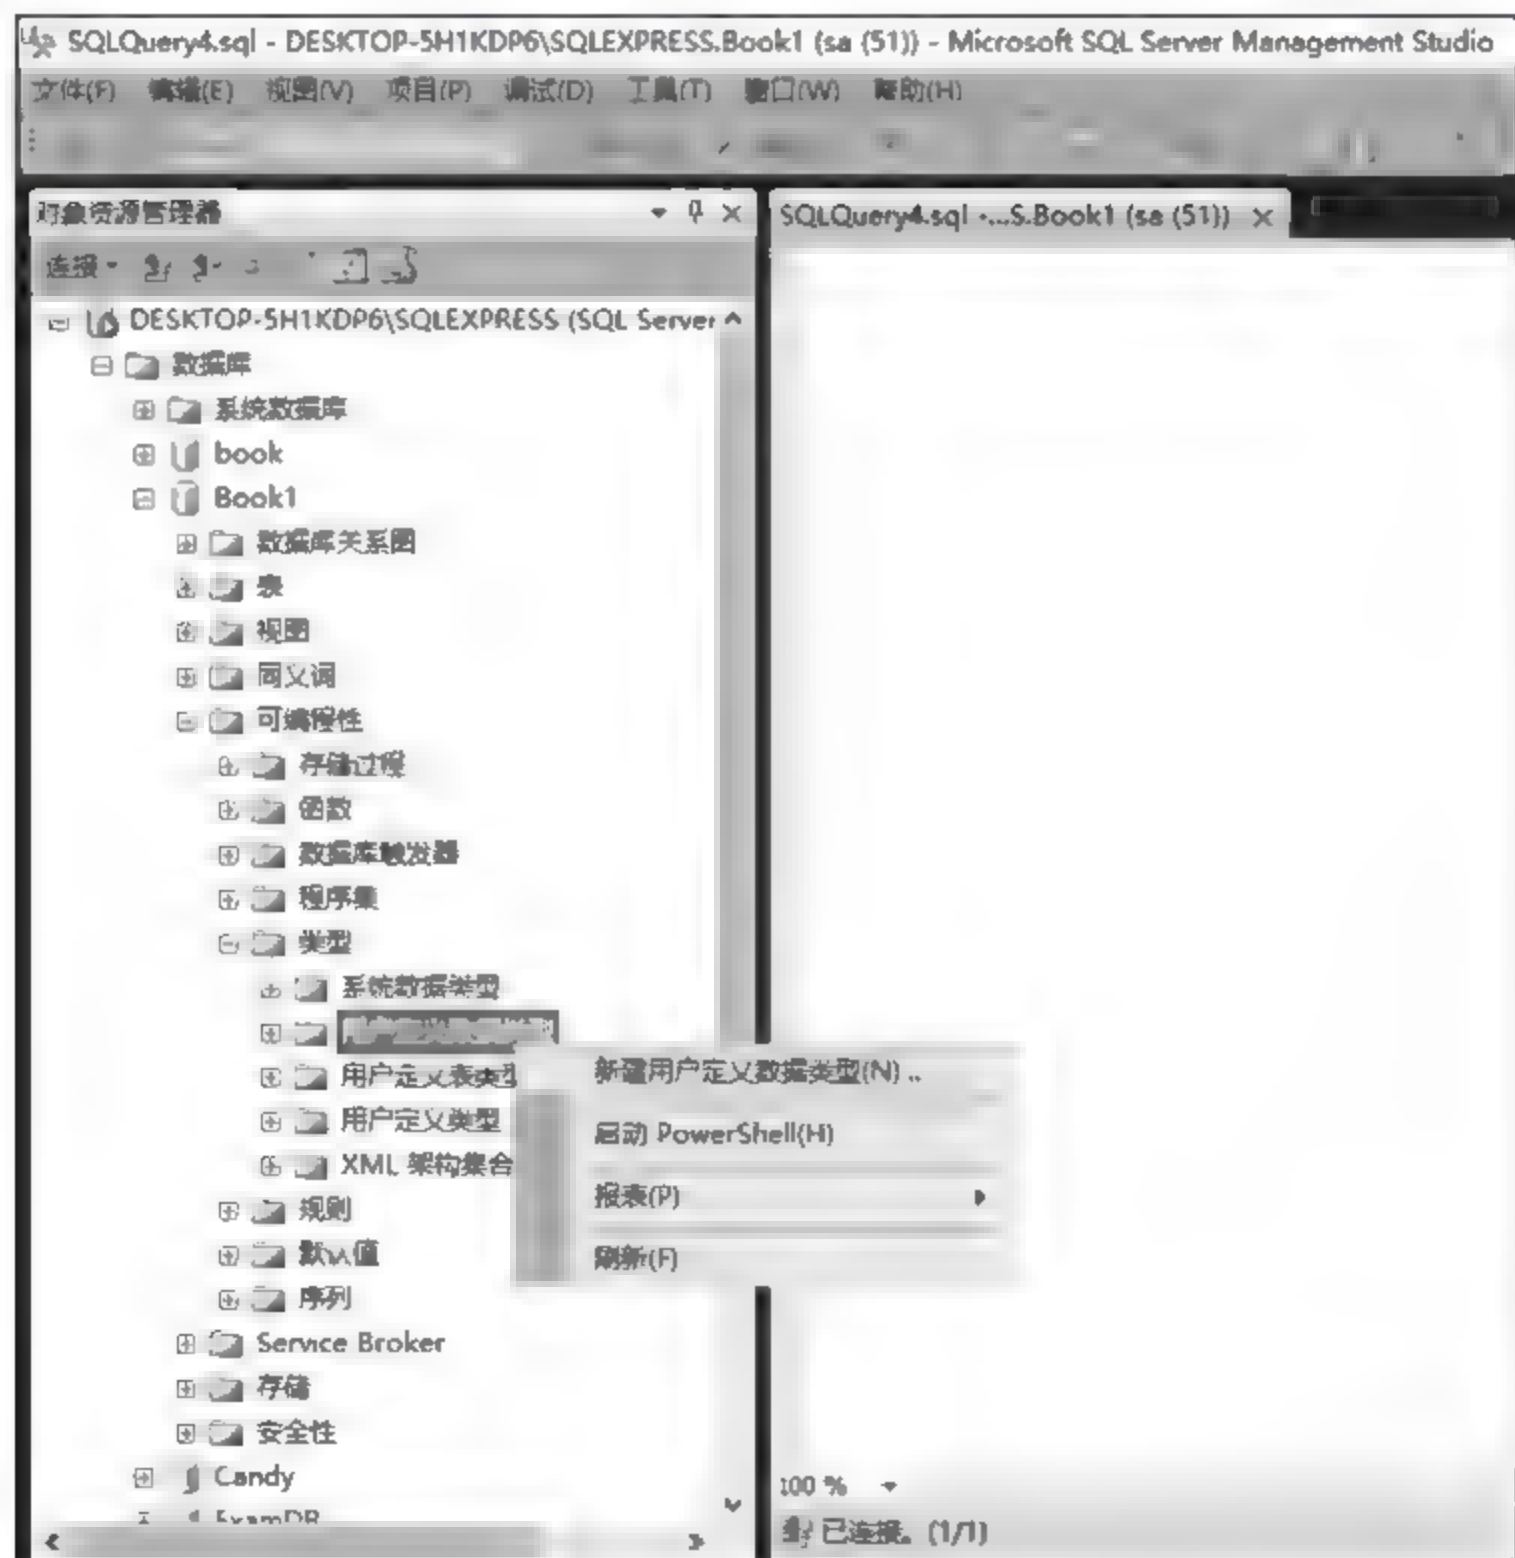 SQLQuery4.sql - DESKTOP-5H1KDP6\SQLEXPRESS.Book1 (sa (51)) - Microsoft SQL Server Management Studio
文件(F) 编辑(E) 视图(V) 项目(P) 调试(D) 工具(T) 窗口(W) 帮助(H)
对象资源管理器
SQLQuery4.sql -...S.Book1 (sa (51))
连接
DESKTOP-5H1KDP6\SQLEXPRESS (SQL Server
数据库
系统数据库
book
Book1
数据库关系图
表
视图
同义词
可编程性
存储过程
函数
数据库触发器
程序集
类型
系统数据类型
用户定义表类型
用户定义类型
XML 架构集合
规则
默认值
序列
Service Broker
存储
安全性
Candy
ExamDB
新建用户定义数据类型(N)...
启动 PowerShell(H)
报表(P)
刷新(F)
100 %
已连接。(1/1)